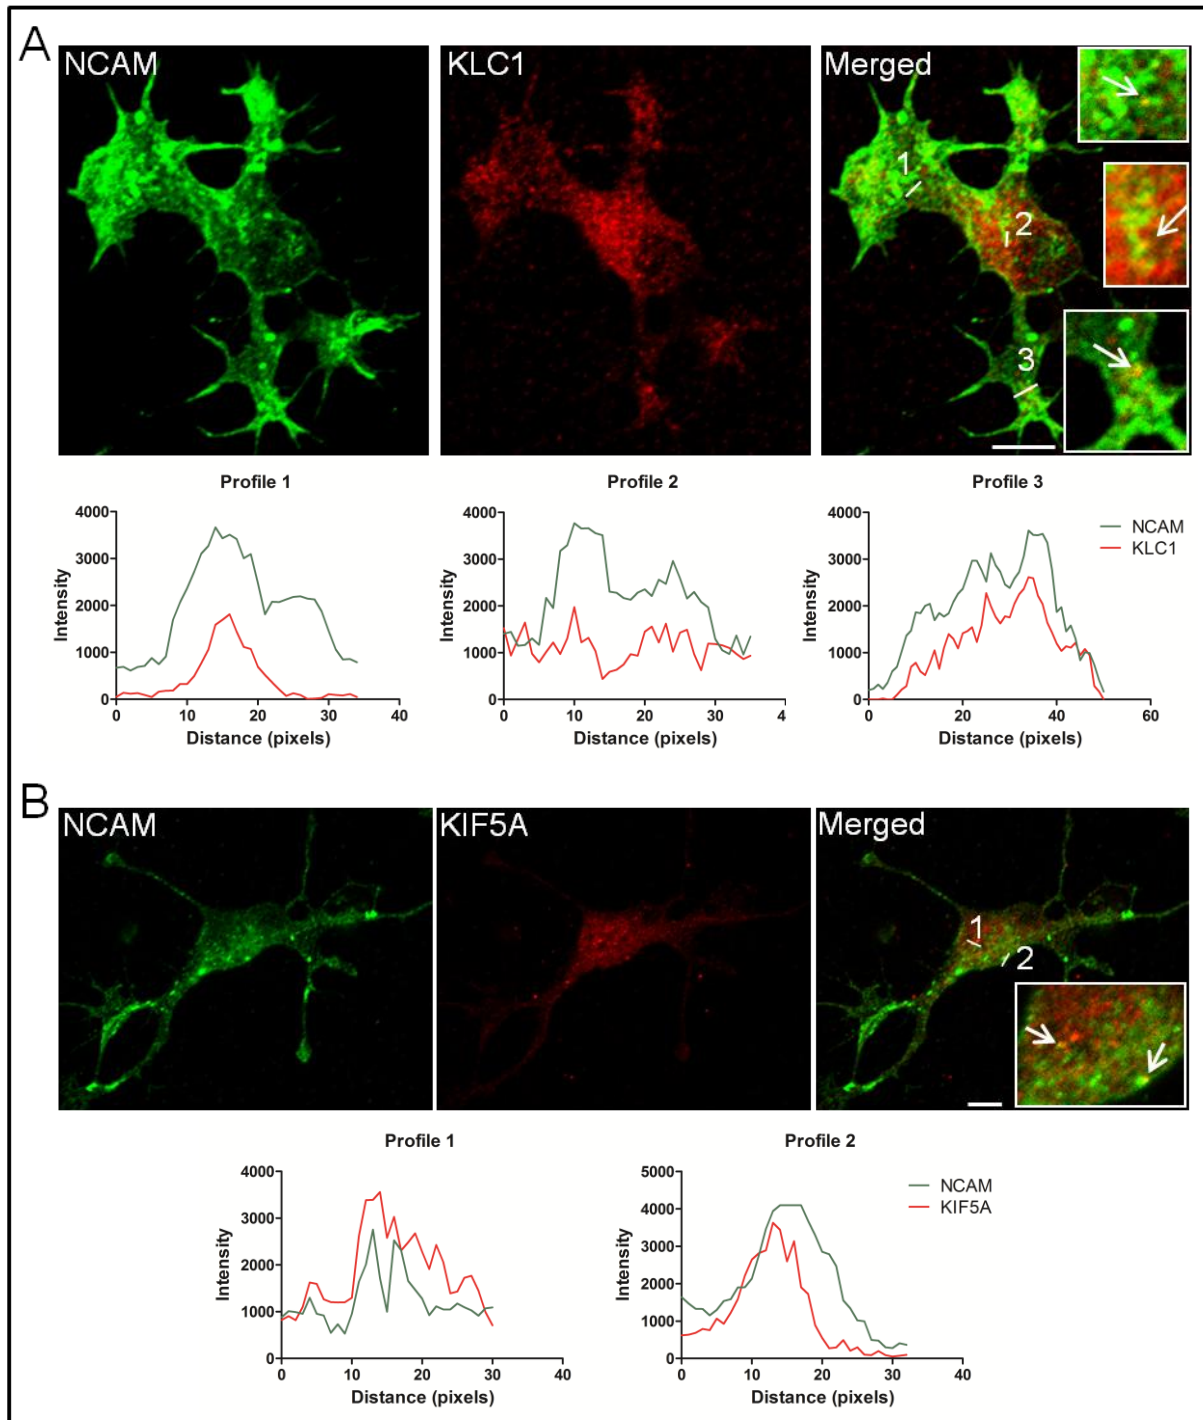 A
NCAM
KLC1
Merged
1
2
3
Profile 1
Profile 2
Profile 3
4000
3000
2000
1000
0
Intensity
0 10 20 30 40
Distance (pixels)
4000
3000
2000
1000
0
Intensity
0 10 20 30 4
Distance (pixels)
4000
3000
2000
1000
0
Intensity
0 20 40 60
Distance (pixels)
NCAM
KLC1
B
NCAM
KIF5A
Merged
1
2
Profile 1
Profile 2
4000
3000
2000
1000
0
Intensity
0 10 20 30 40
Distance (pixels)
5000
4000
3000
2000
1000
0
Intensity
0 10 20 30 40
Distance (pixels)
NCAM
KIF5A